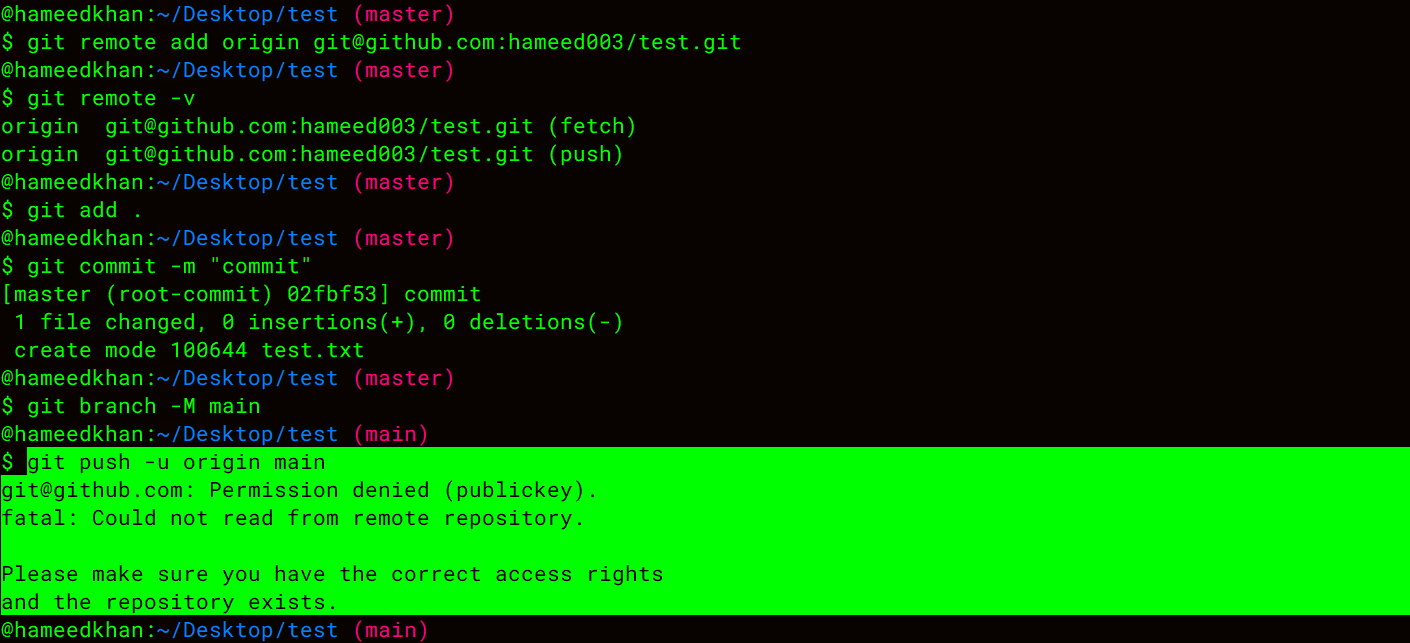 @hameedkhan:~/Desktop/test (master)
$ git remote add origin git@github.com:hameed003/test.git
@hameedkhan:~/Desktop/test (master)
$ git remote -v
origin  git@github.com:hameed003/test.git (fetch)
origin  git@github.com:hameed003/test.git (push)
@hameedkhan:~/Desktop/test (master)
$ git add .
@hameedkhan:~/Desktop/test (master)
$ git commit -m "commit"
[master (root-commit) 02fbf53] commit
 1 file changed, 0 insertions(+), 0 deletions(-)
 create mode 100644 test.txt
@hameedkhan:~/Desktop/test (master)
$ git branch -M main
@hameedkhan:~/Desktop/test (main)
$ git push -u origin main
git@github.com: Permission denied (publickey).
fatal: Could not read from remote repository.

Please make sure you have the correct access rights
and the repository exists.
@hameedkhan:~/Desktop/test (main)